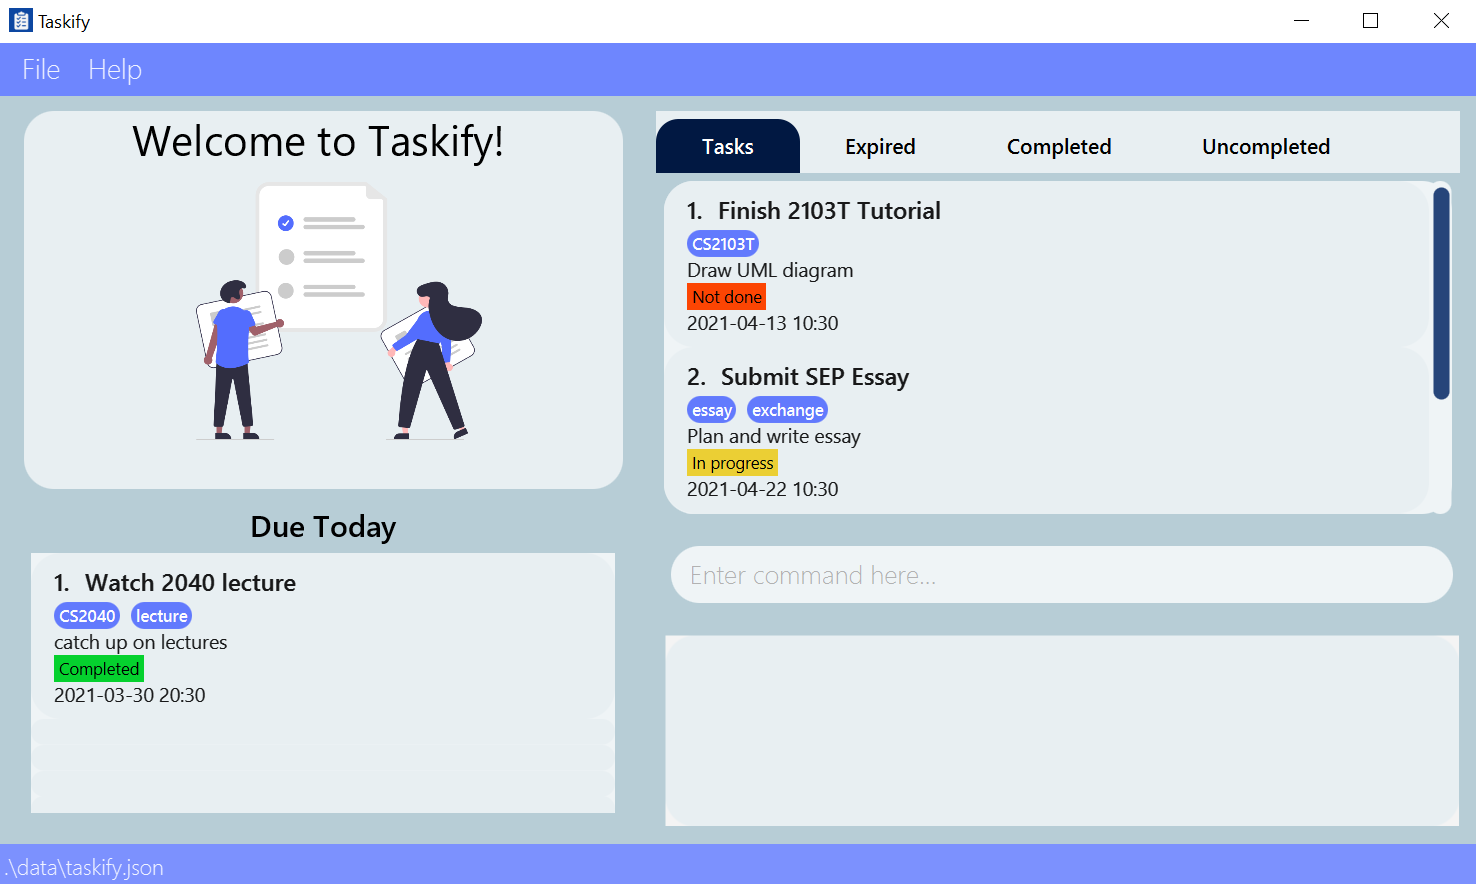 Taskify
File Help
Welcome to Taskify!
Due Today
1. Watch 2040 lecture
CS2040 lecture
catch up on lectures
Completed
2021-03-30 20:30
Tasks Expired Completed Uncompleted
1. Finish 2103T Tutorial
CS2103T
Draw UML diagram
Not done
2021-04-13 10:30
2. Submit SEP Essay
essay exchange
Plan and write essay
In progress
2021-04-22 10:30
Enter command here...
.\data\taskify.json